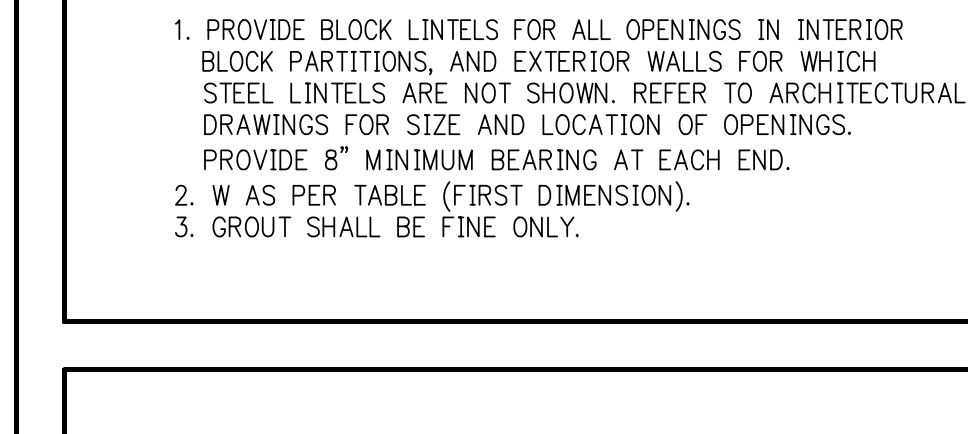 1. PROVIDE BLOCK LINTELS FOR ALL OPENINGS IN INTERIOR
BLOCK PARTITIONS, AND EXTERIOR WALLS FOR WHICH
STEEL LINTELS ARE NOT SHOWN. REFER TO ARCHITECTURAL
DRAWINGS FOR SIZE AND LOCATION OF OPENINGS.
PROVIDE 8” MINIMUM BEARING AT EACH END.
2. W AS PER TABLE (FIRST DIMENSION).
3. GROUT SHALL BE FINE ONLY.